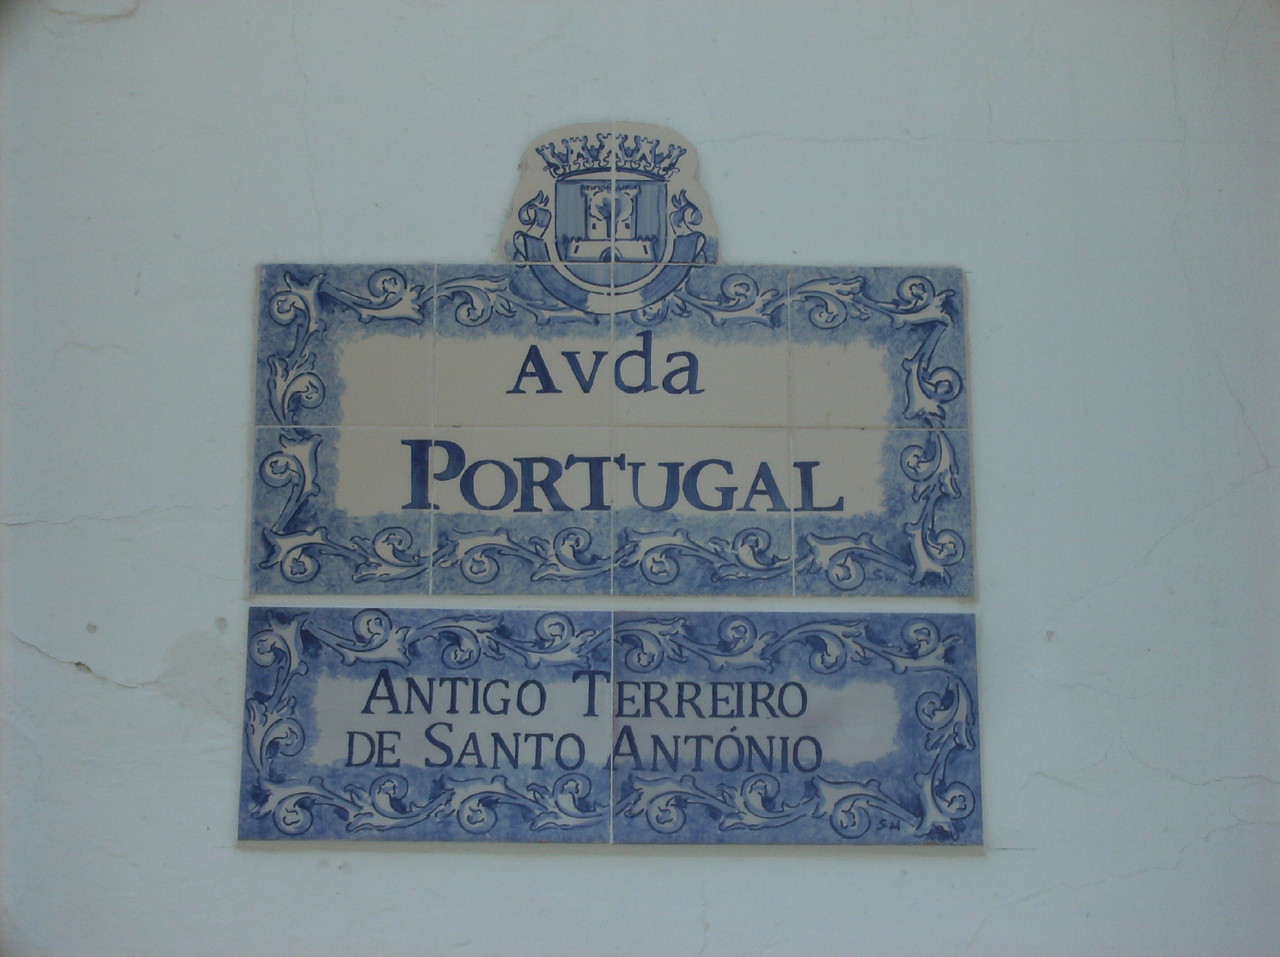 Avda
PORTUGAL
ANTIGO TERREIRO
DE SANTO ANTÓNIO